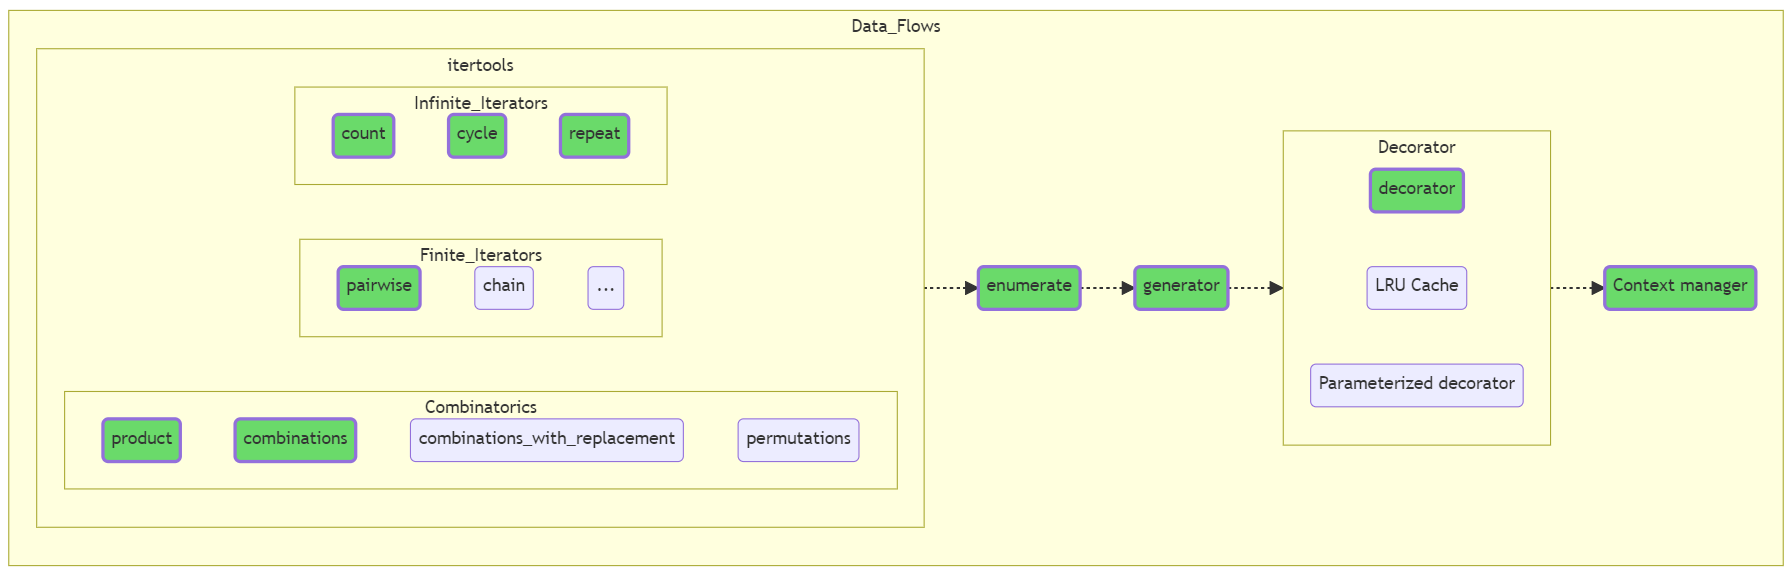 Data_Flows
itertools
Infinite_Iterators
count
cycle
repeat
Finite_Iterators
pairwise
chain
...
Combinatorics
product
combinations
combinations_with_replacement
permutations
enumerate
generator
Decorator
decorator
LRU Cache
Parameterized decorator
Context manager